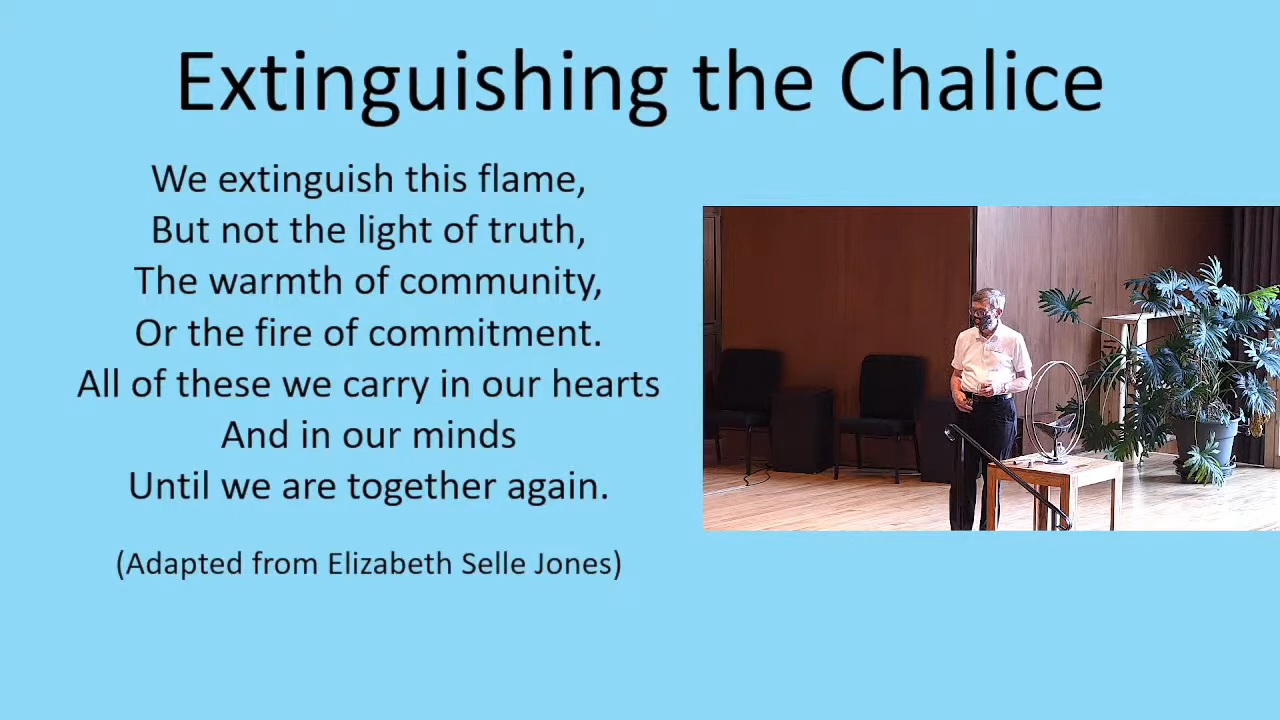 Extinguishing the Chalice
We extinguish this flame,
But not the light of truth,
The warmth of community,
Or the fire of commitment.
All of these we carry in our hearts
And in our minds
Until we are together again.
(Adapted from Elizabeth Selle Jones)